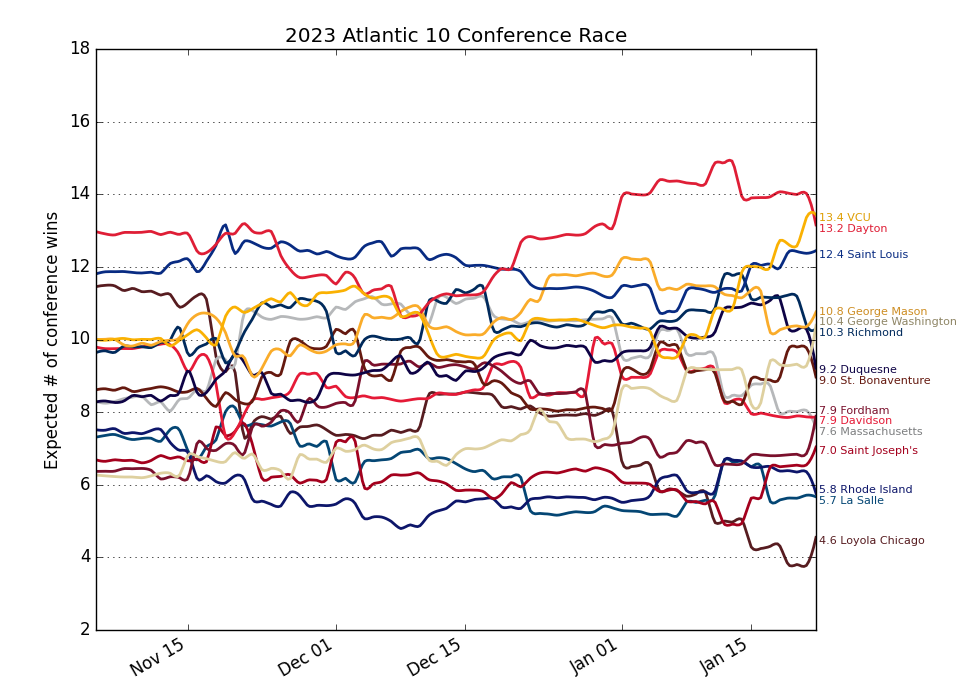 2023 Atlantic 10 Conference Race
Expected # of conference wins
18
16
14
12
10
8
6
4
2
Nov 15
Dec 01
Dec 15
Jan 01
Jan 15
13.4 VCU
13.2 Dayton
12.4 Saint Louis
10.8 George Mason
10.4 George Washington
10.3 Richmond
9.2 Duquesne
9.0 St. Bonaventure
7.9 Fordham
7.9 Davidson
7.6 Massachusetts
7.0 Saint Joseph's
5.8 Rhode Island
5.7 La Salle
4.6 Loyola Chicago